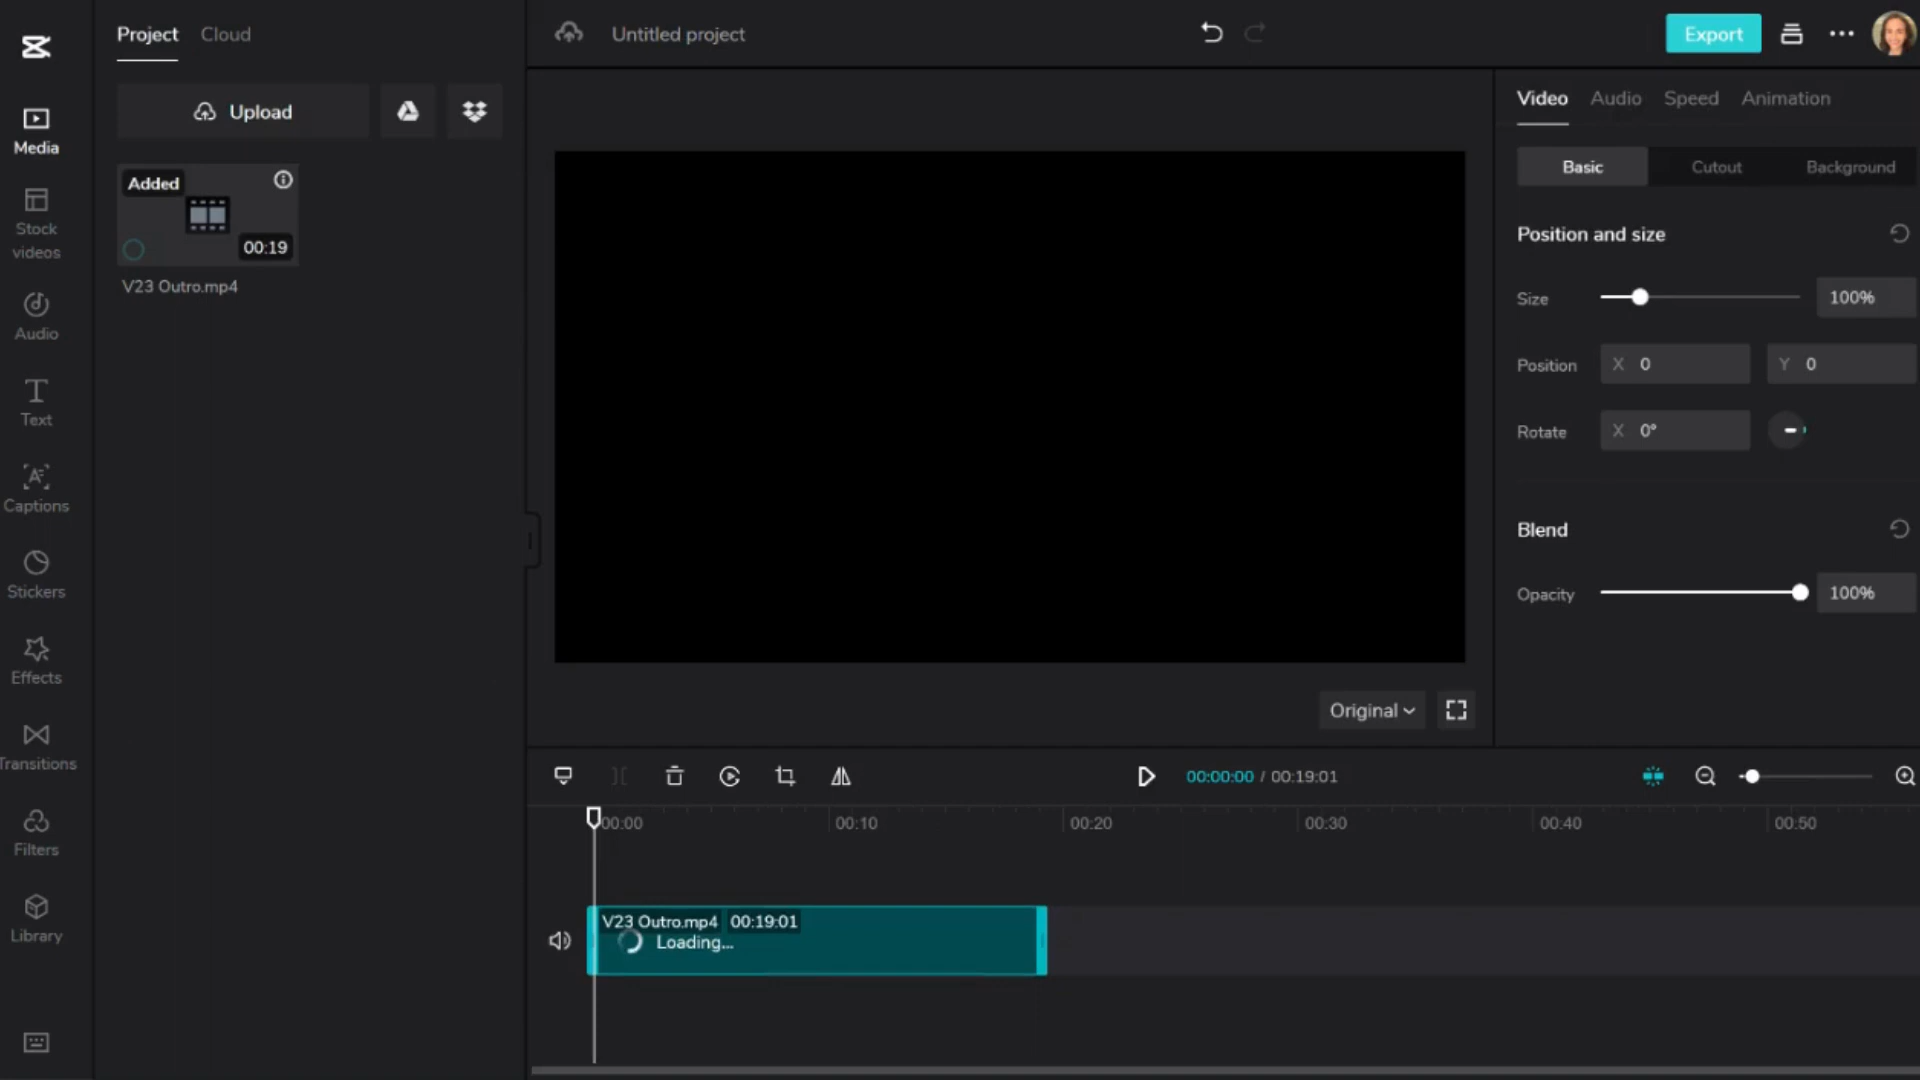 Project Cloud
Untitled project
Export
Upload
Added
00:19
V23 Outro.mp4
Media
Stock
videos
Audio
Text
Captions
Stickers
Effects
Transitions
Filters
Library
Video Audio Speed Animation
Basic Cutout Background
Position and size
Size 100%
Position X 0 Y 0
Rotate X 0°
Blend
Opacity 100%
Original
00:00:00 / 00:19:01
00:00 00:10 00:20 00:30 00:40 00:50
V23 Outro.mp4 00:19:01
Loading...